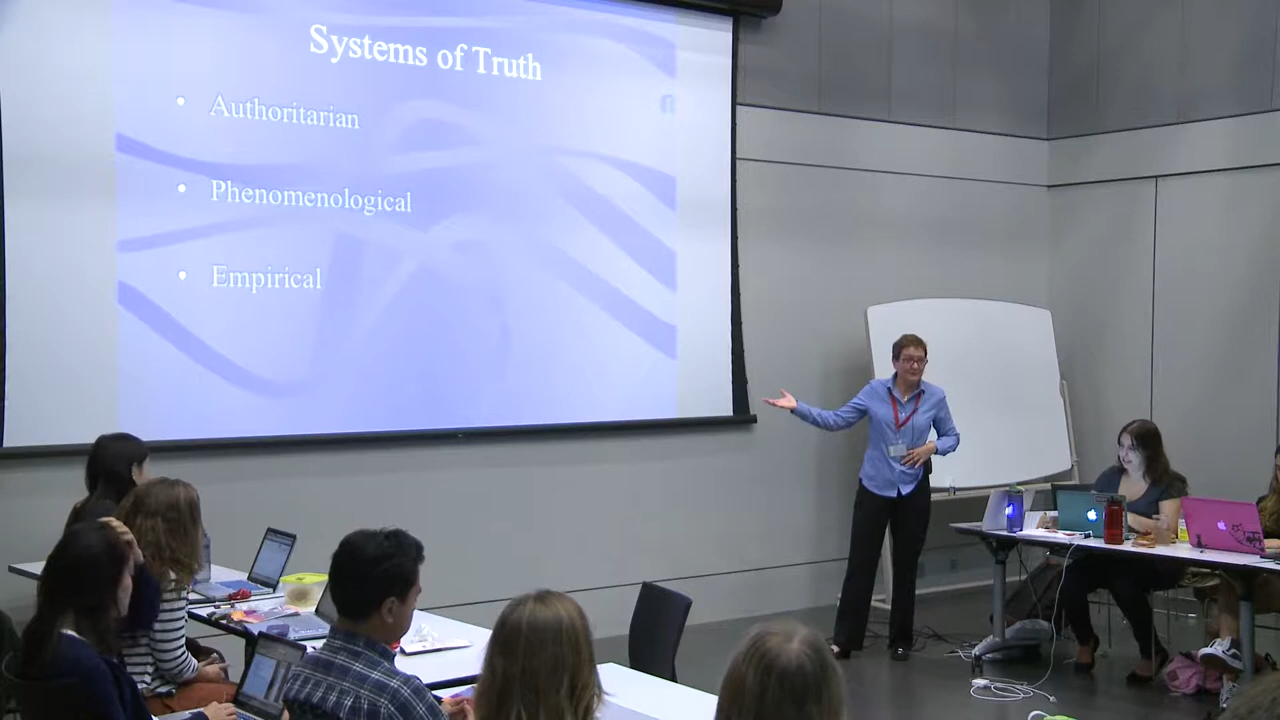 Systems of Truth
• Authoritarian
• Phenomenological
• Empirical